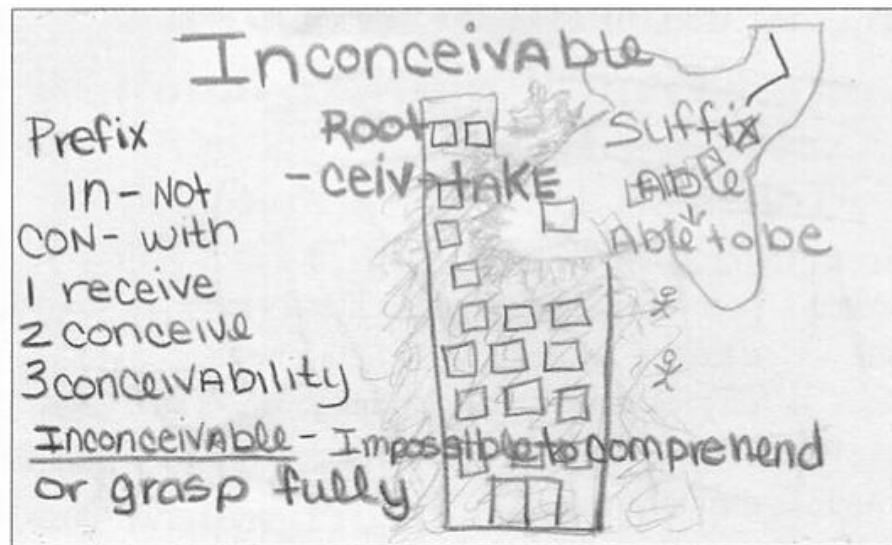 InconceivAble
Prefix
In - Not
CON - with
1 receive
2 conceive
3 conceivAbility
Root
- ceiv → tAKE
Suffix
Able
Able to be
InconceivAble - Impossible to comprehend
or grasp fully